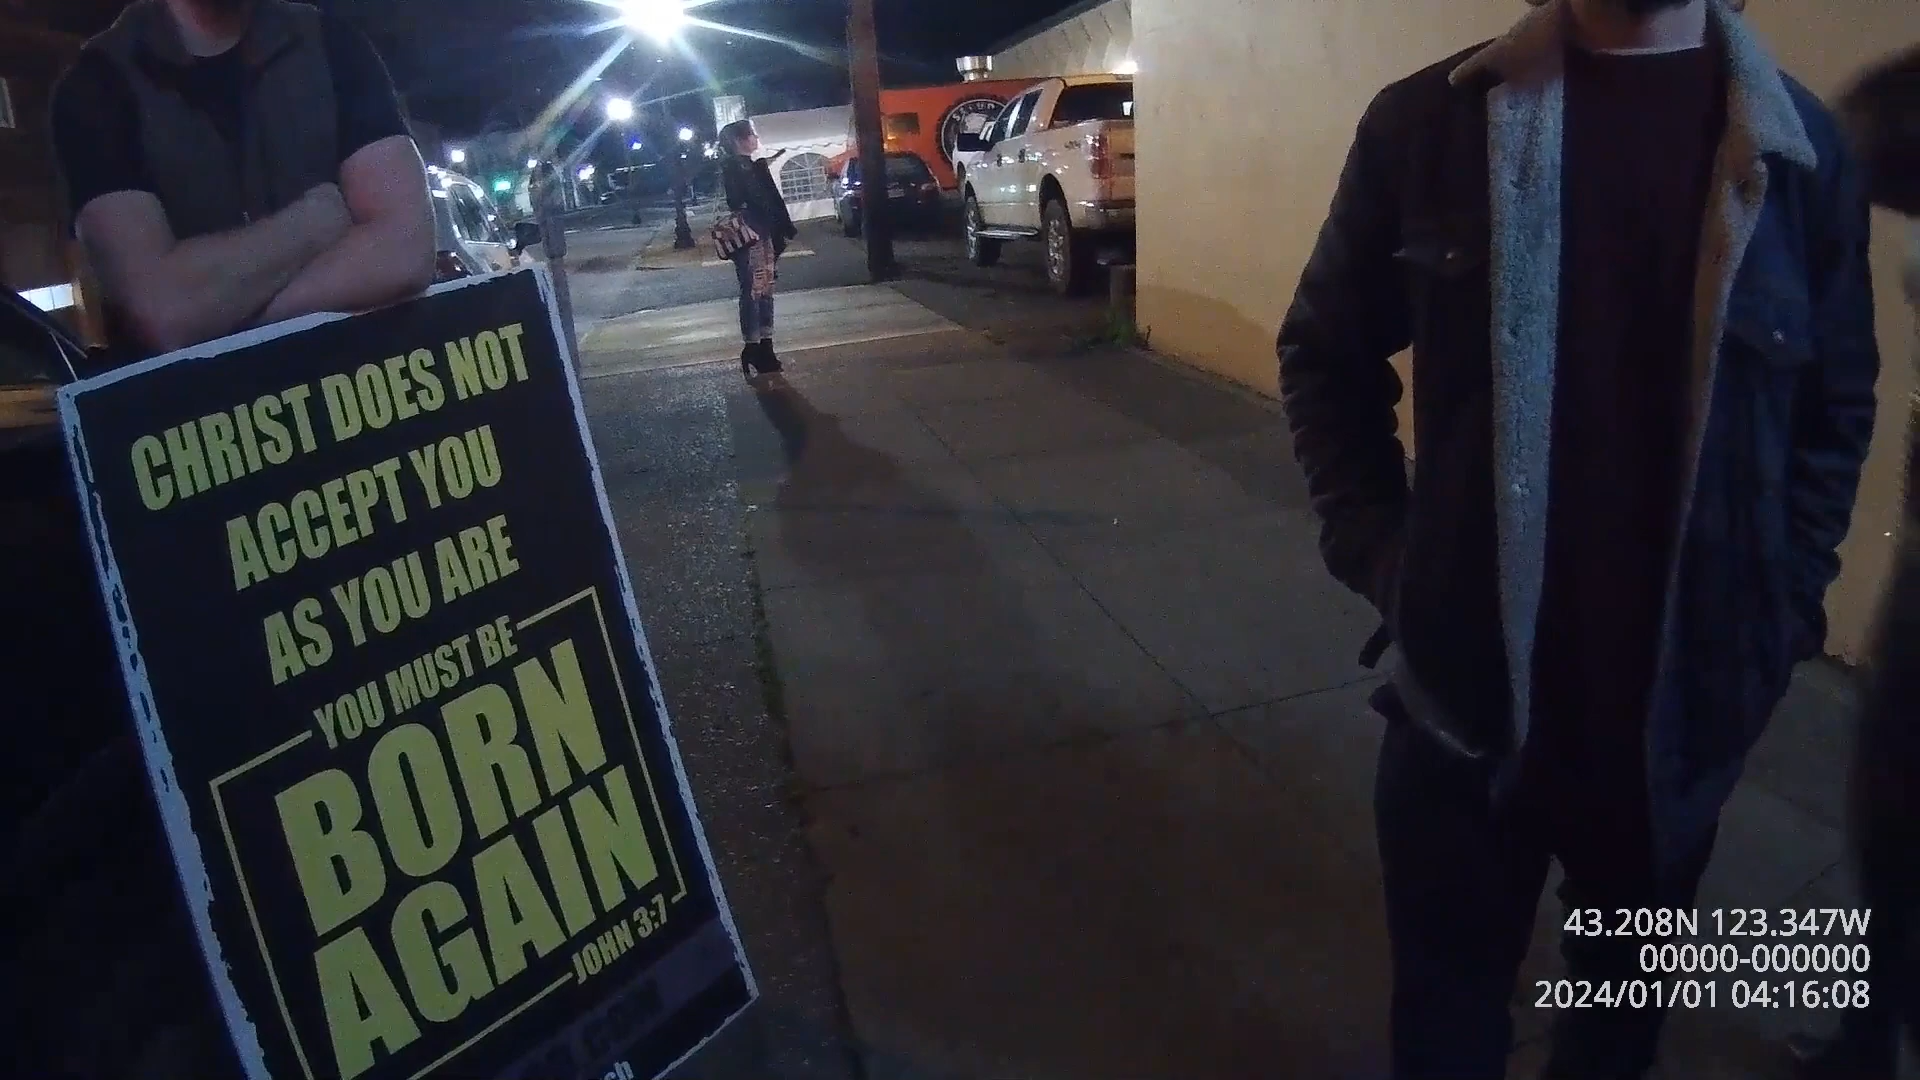 CHRIST DOES NOT
ACCEPT YOU
AS YOU ARE
YOU MUST BE
BORN
AGAIN
JOHN 3:7
43.208N 123.347W
00000-000000
2024/01/01 04:16:08